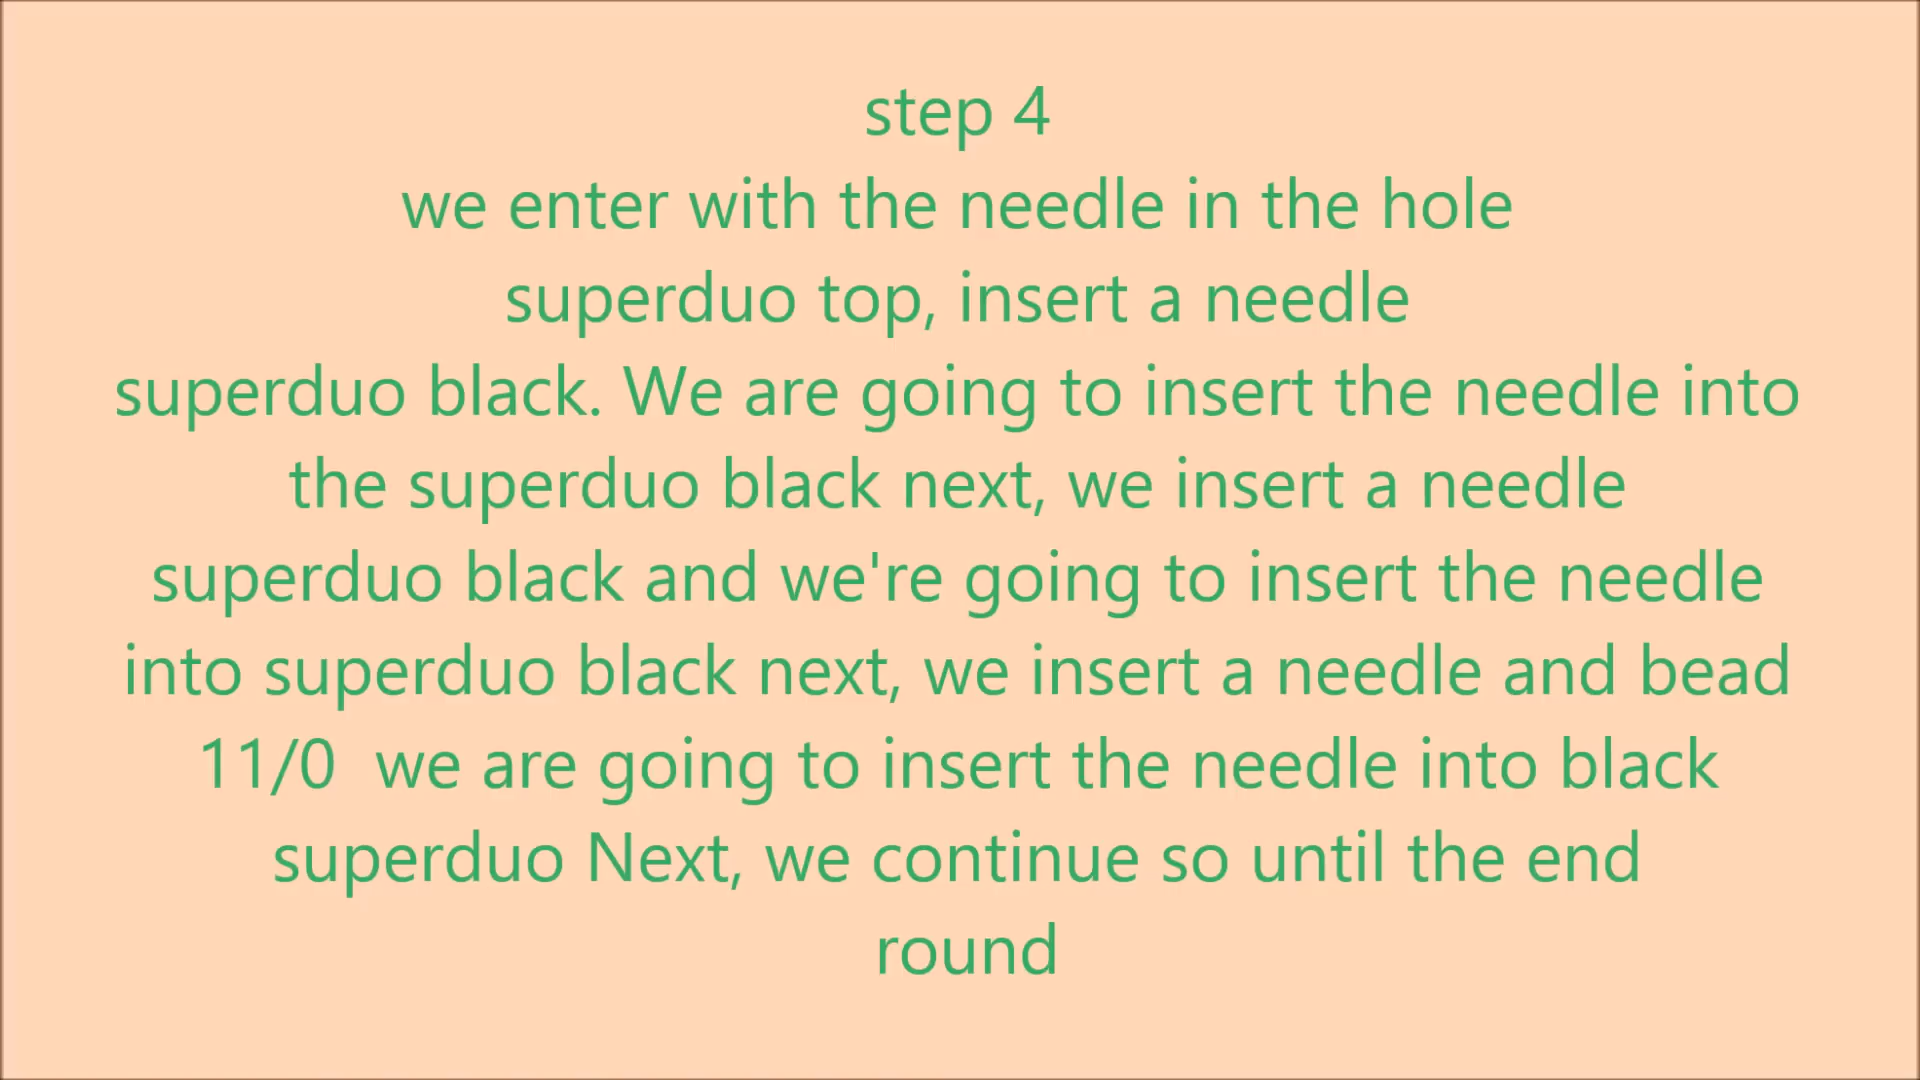 step 4
we enter with the needle in the hole
superduo top, insert a needle
superduo black. We are going to insert the needle into
the superduo black next, we insert a needle
superduo black and we're going to insert the needle
into superduo black next, we insert a needle and bead
11/0  we are going to insert the needle into black
superduo Next, we continue so until the end
round